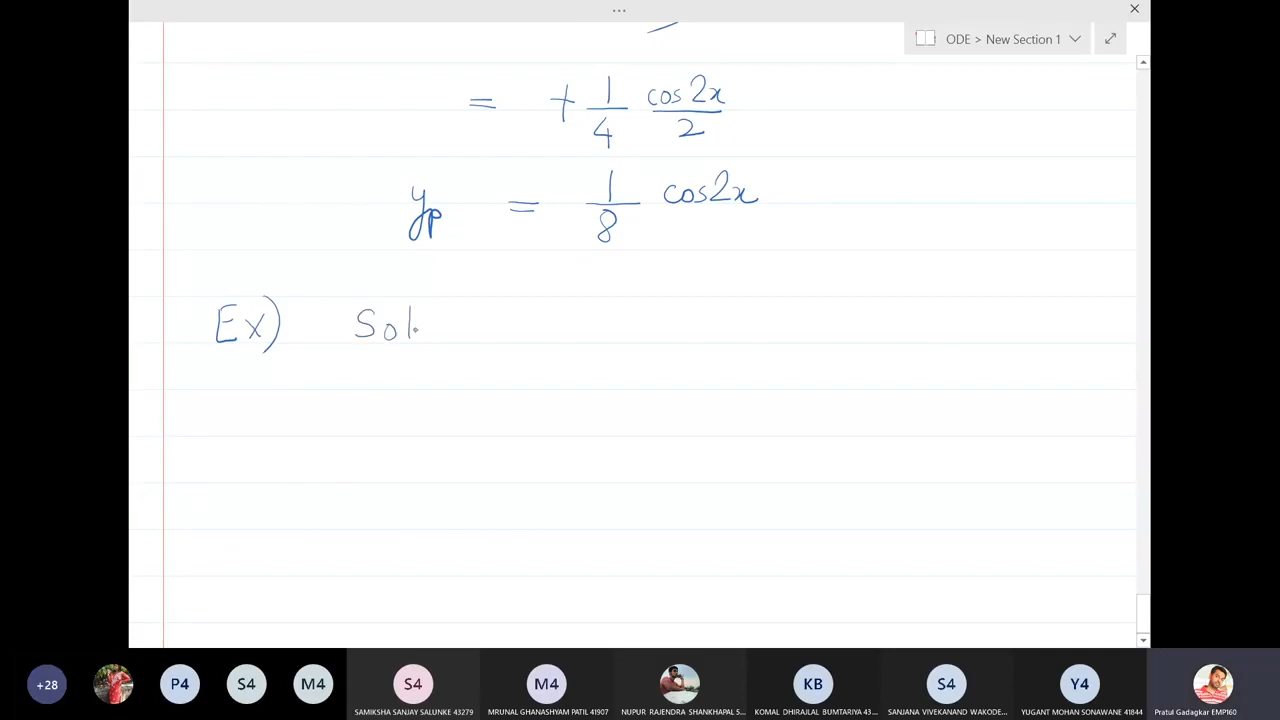 ...
ODE > New Section 1
= + 1/4 cos2x/2
yp = 1/8 cos2x
Ex) Sol
+28
P4
S4
M4
S4
M4
KB
S4
Y4
SAMIKSHA SANJAY SALUNKE 43279
MRUNAL GHANASHYAM PATIL 41907
NUPUR RAJENDRA SHANKHAPAL S...
KOMAL DHIRAJLAL BUMTARIYA 43...
SANJANA VIVEKANAND WAKODE...
YUGANT MOHAN SONAWANE 41844
Pratul Gadagkar EMP160